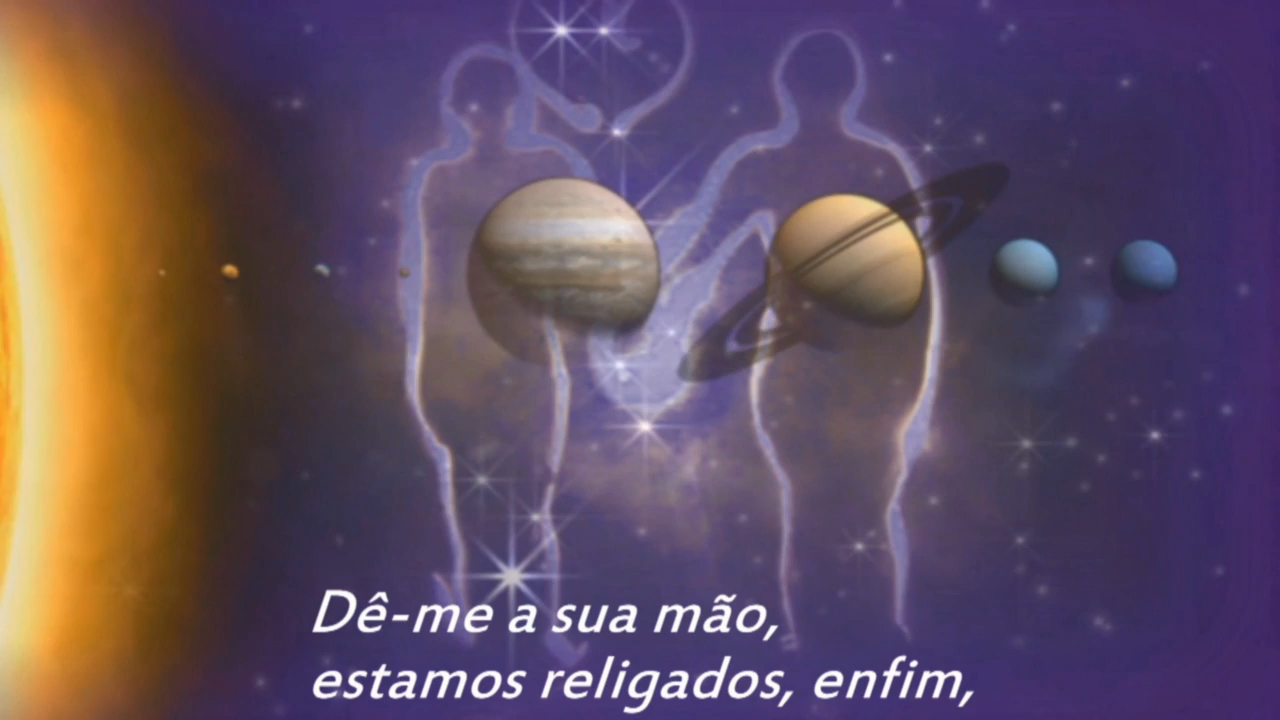 Dê-me a sua mão,
estamos religados, enfim,